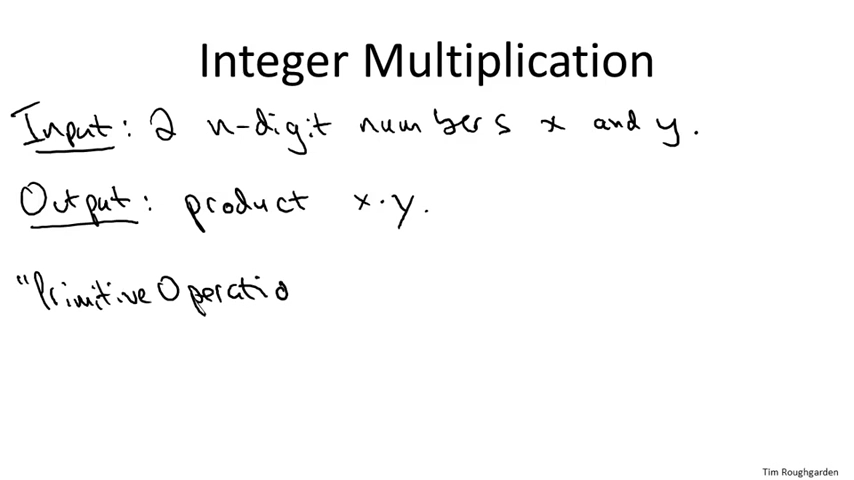 Integer Multiplication
Input: 2 n-digit numbers x and y.
Output: product x·y.
"Primitive Operatio
Tim Roughgarden